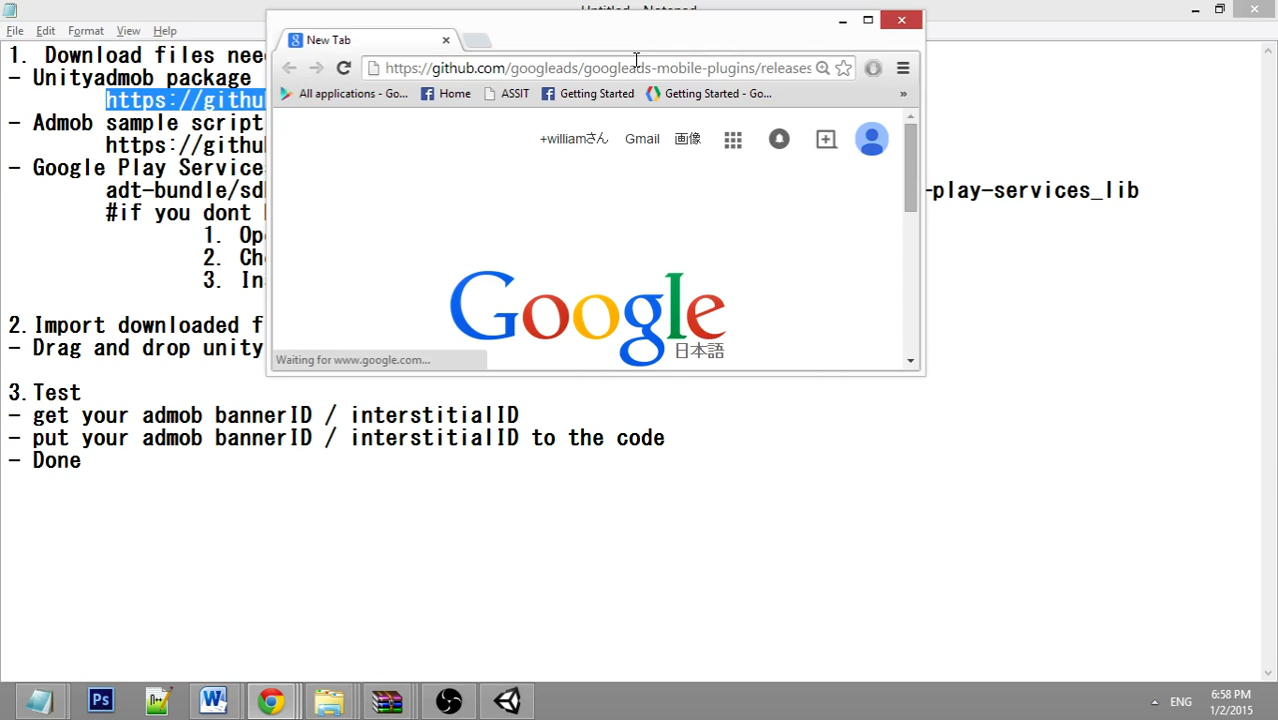 Untitled - Notepad
File Edit Format View Help
1. Download files nee
- Unityadmob package
https://githu
- Admob sample script
https://githu
- Google Play Service
adt-bundle/sd
-play-services_lib
#if you dont
1. Op
2. Ch
3. In
2.Import downloaded f
- Drag and drop unity
3.Test
- get your admob bannerID / interstitialID
- put your admob bannerID / interstitialID to the code
- Done
New Tab
https://github.com/googleads/googleads-mobile-plugins/releases
All applications - Go... Home ASSIT Getting Started Getting Started - Go... »
+williamさん Gmail 画像
Google
日本語
Waiting for www.google.com...
Ps
W
ENG
6:58 PM
1/2/2015